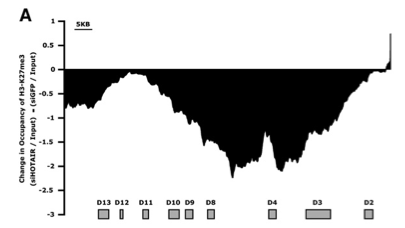 A
5KB
1
0.5
0
-0.5
-1
-1.5
-2
-2.5
-3
Change in Occupancy of H3-K27me3
(siHOTAIR / Input) - (siGFP / Input)
D13 D12 D11 D10 D9 D8 D4 D3 D2